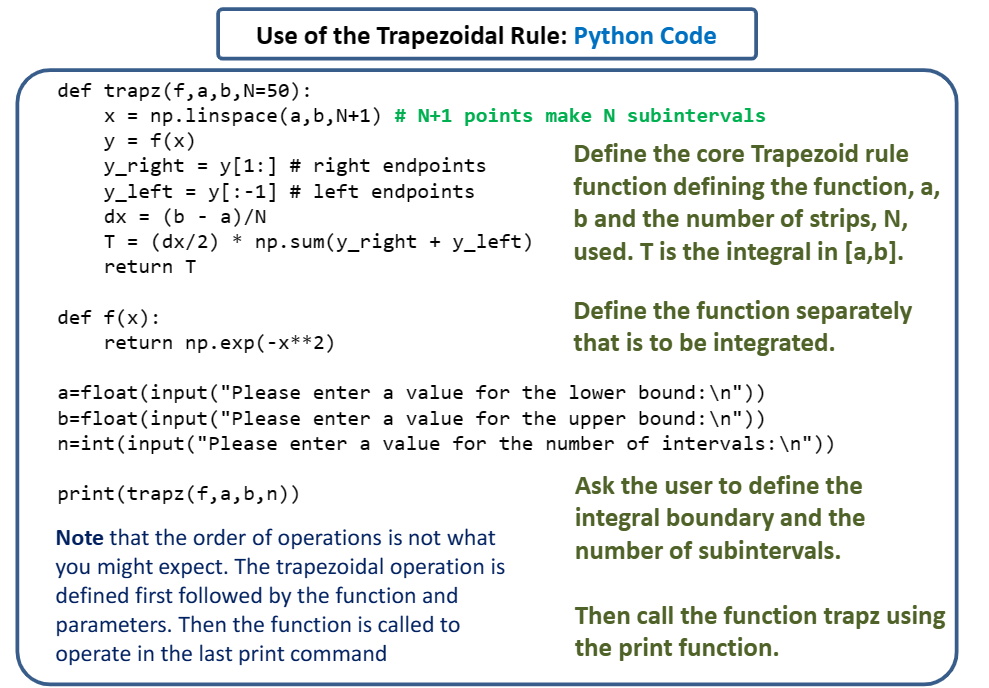 Use of the Trapezoidal Rule: Python Code
def trapz(f,a,b,N=50):
    x = np.linspace(a,b,N+1) # N+1 points make N subintervals
    y = f(x)
    y_right = y[1:] # right endpoints
    y_left = y[:-1] # left endpoints
    dx = (b - a)/N
    T = (dx/2) * np.sum(y_right + y_left)
    return T
Define the core Trapezoid rule
function defining the function, a,
b and the number of strips, N,
used. T is the integral in [a,b].
def f(x):
    return np.exp(-x**2)
Define the function separately
that is to be integrated.
a=float(input("Please enter a value for the lower bound:\n"))
b=float(input("Please enter a value for the upper bound:\n"))
n=int(input("Please enter a value for the number of intervals:\n"))
Ask the user to define the
integral boundary and the
number of subintervals.
print(trapz(f,a,b,n))
Note that the order of operations is not what
you might expect. The trapezoidal operation is
defined first followed by the function and
parameters. Then the function is called to
operate in the last print command
Then call the function trapz using
the print function.